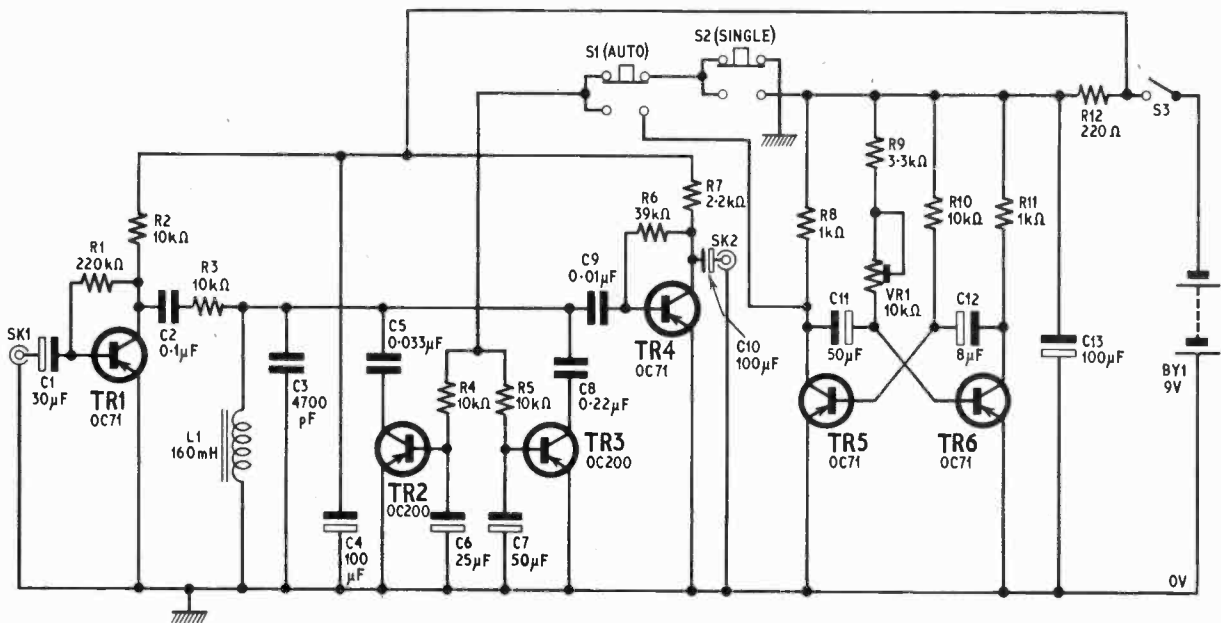 S1 (AUTO)
S2 (SINGLE)
R12
220 Ω
S3
R9
3·3kΩ
R2
10kΩ
R1
220kΩ
R3
10kΩ
R6
39kΩ
R7
2·2kΩ
SK2
R8
1kΩ
R10
10kΩ
R11
1kΩ
C9
0·01μF
VR1
10kΩ
SK1
C1
30μF
C2
0·1μF
TR1
OC71
C5
0·033μF
C3
4700
pF
L1
160mH
R4
10kΩ
R5
10kΩ
C8
0·22μF
TR4
OC71
C10
100μF
C11
50μF
C12
8μF
C13
100μF
BY1
9V
TR2
OC200
TR3
OC200
TR5
OC71
TR6
OC71
C4
100
μF
C6
25μF
C7
50μF
0V